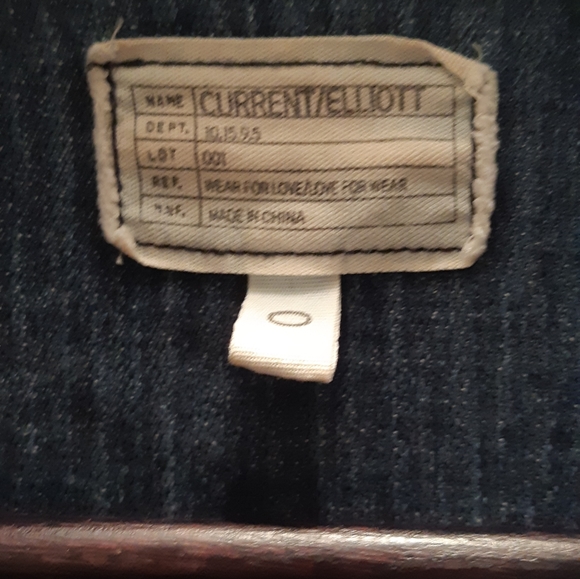 NAME CURRENT/ELLIOTT
DEPT. 10.15.9.5
LOT 001
REF. WEAR FOR LOVE/LOVE FOR WEAR
MNF. MADE IN CHINA
0